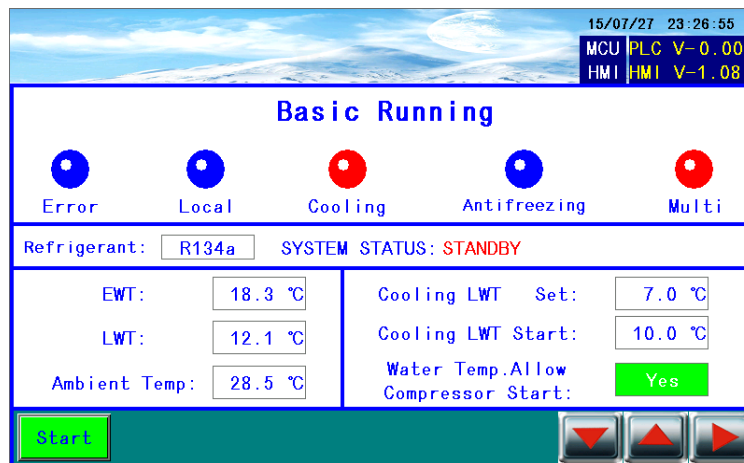 15/07/27 23:26:55
MCU PLC V-0.00
HMI HMI V-1.08
Basic Running
Error Local Cooling Antifreezing Multi
Refrigerant: R134a SYSTEM STATUS: STANDBY
EWT: 18.3 ℃ Cooling LWT Set: 7.0 ℃
LWT: 12.1 ℃ Cooling LWT Start: 10.0 ℃
Ambient Temp: 28.5 ℃ Water Temp.Allow
Compressor Start: Yes
Start